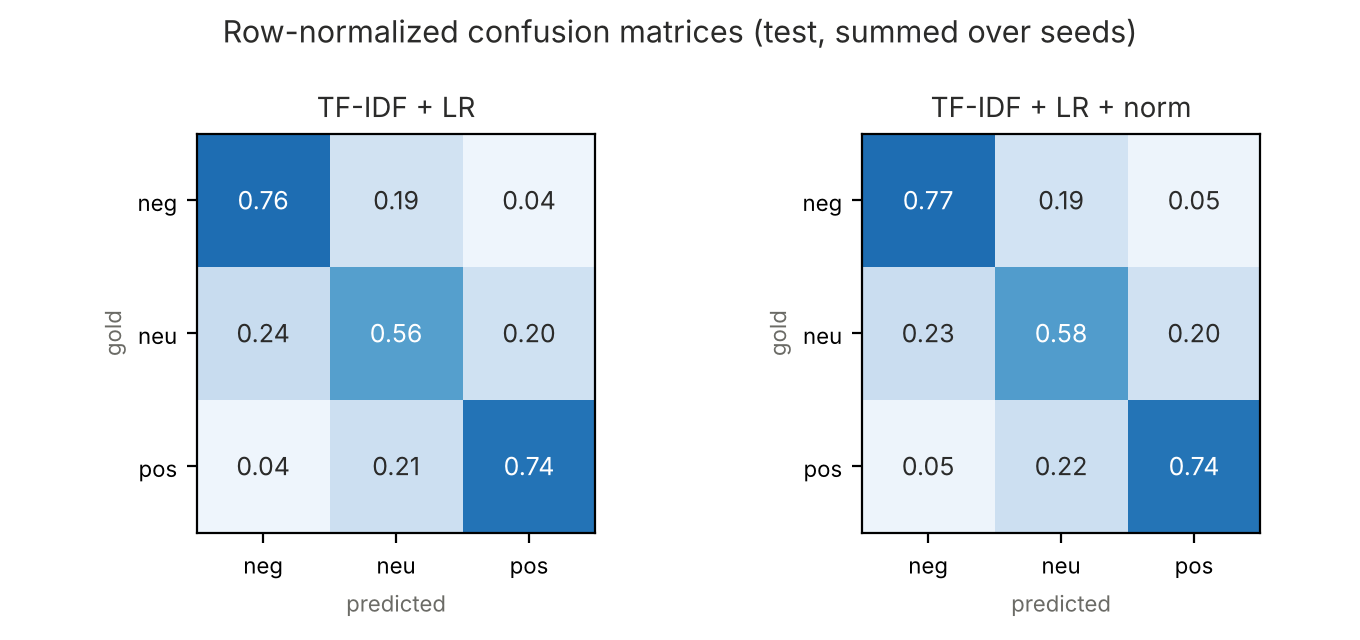 Row-normalized confusion matrices (test, summed over seeds)
TF-IDF + LR
neg 0.76 0.19 0.04
neu 0.24 0.56 0.20
pos 0.04 0.21 0.74
gold
neg neu pos
predicted
TF-IDF + LR + norm
neg 0.77 0.19 0.05
neu 0.23 0.58 0.20
pos 0.05 0.22 0.74
gold
neg neu pos
predicted